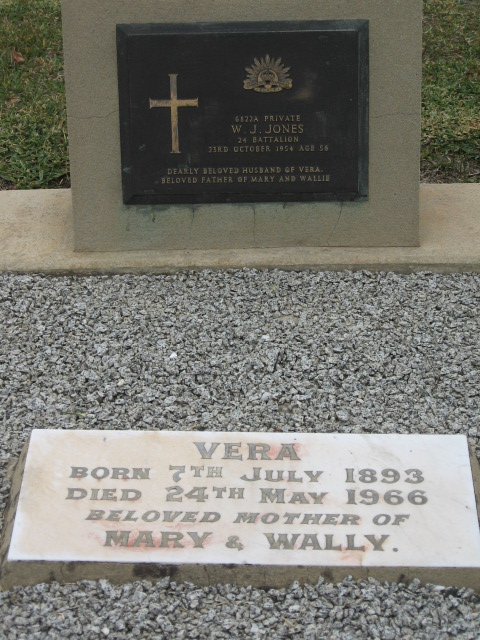 6822A PRIVATE
W. J. JONES
24 BATTALION
23RD OCTOBER 1954 AGE 56
DEARLY BELOVED HUSBAND OF VERA.
BELOVED FATHER OF MARY AND WALLIE
VERA
BORN 7TH JULY 1893
DIED 24TH MAY 1966
BELOVED MOTHER OF
MARY & WALLY.